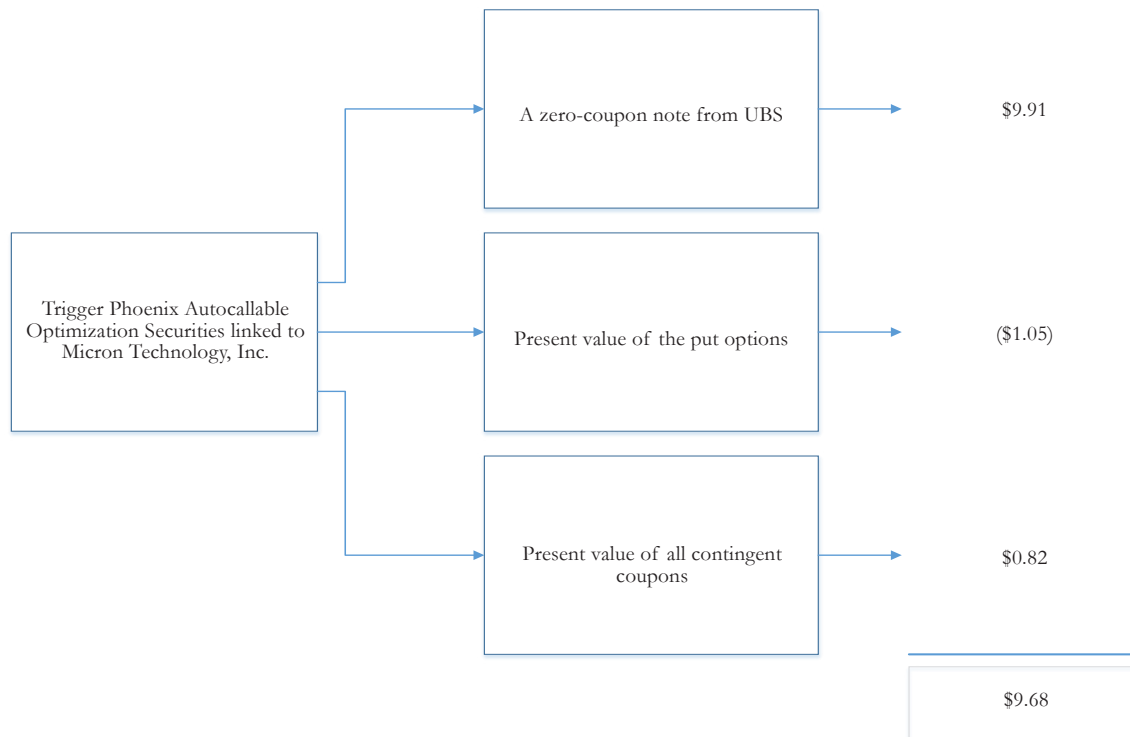 A zero-coupon note from UBS
$9.91
Trigger Phoenix Autocallable
Optimization Securities linked to
Micron Technology, Inc.
Present value of the put options
($1.05)
Present value of all contingent
coupons
$0.82
$9.68